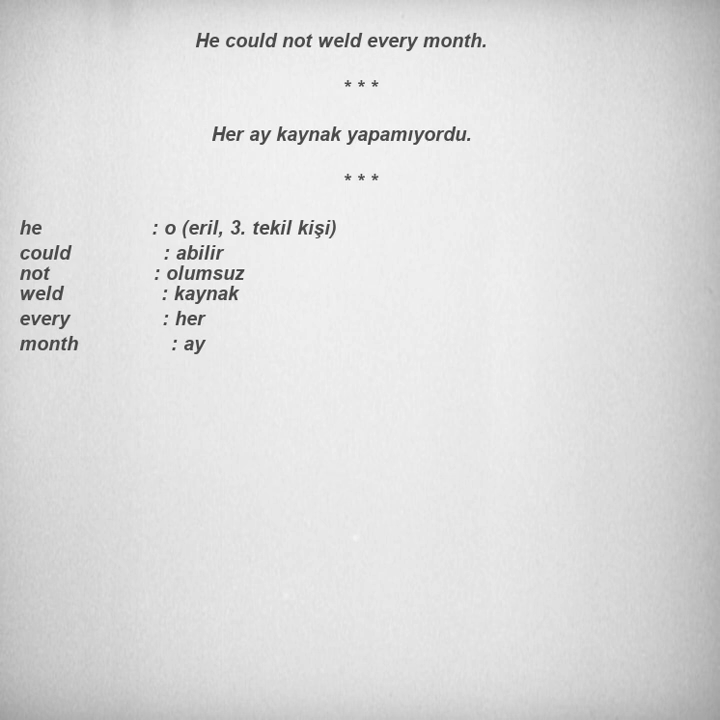 He could not weld every month.
* * *
Her ay kaynak yapamıyordu.
* * *
he : o (eril, 3. tekil kişi)
could : abilir
not : olumsuz
weld : kaynak
every : her
month : ay